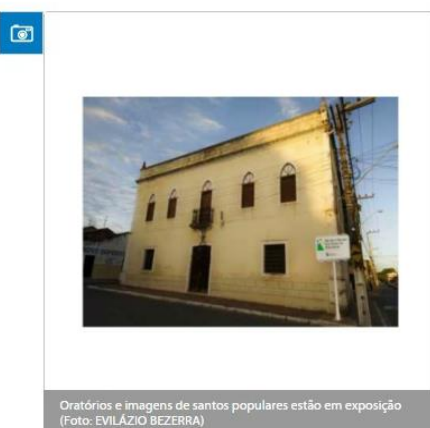 Oratórios e imagens de santos populares estão em exposição
(Foto: EVILÁZIO BEZERRA)